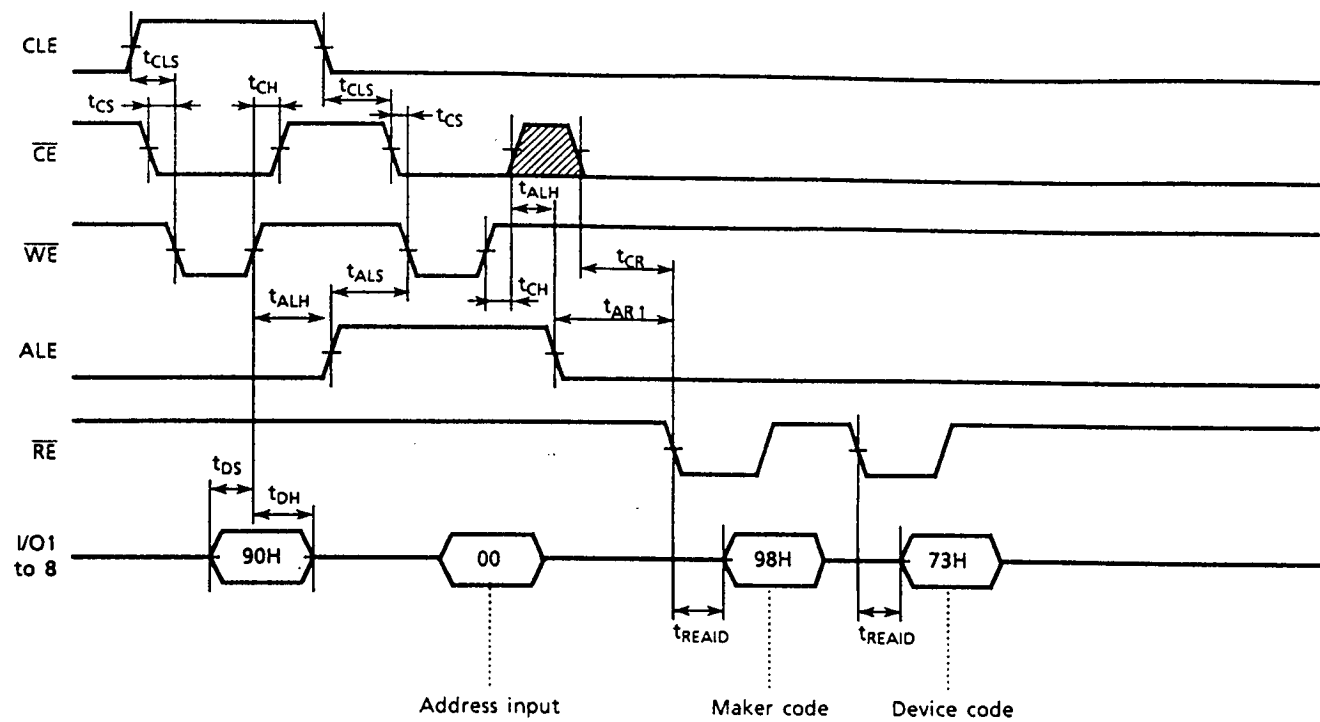 CLE
tCLS
tCH
tCLS
tCS
tCS
CE
tALH
WE
tCR
tALS
tCH
tALH
tAR1
ALE
RE
tDS
tDH
I/O1
to 8
90H
00
98H
73H
tREAID
tREAID
Address input
Maker code
Device code